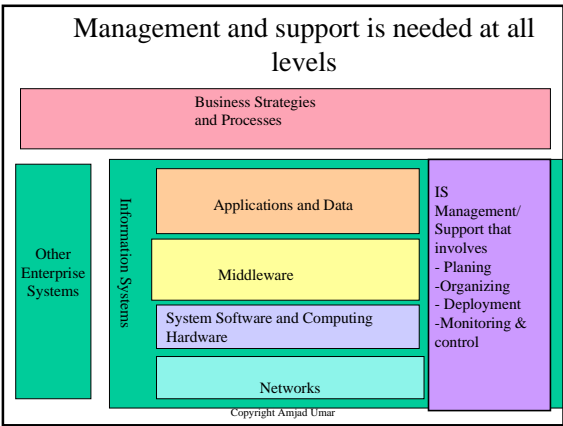 Management and support is needed at all
levels
Business Strategies
and Processes
Other
Enterprise
Systems
Information Systems
Applications and Data
Middleware
System Software and Computing
Hardware
Networks
IS
Management/
Support that
involves
- Planing
-Organizing
- Deployment
-Monitoring &
control
Copyright Amjad Umar